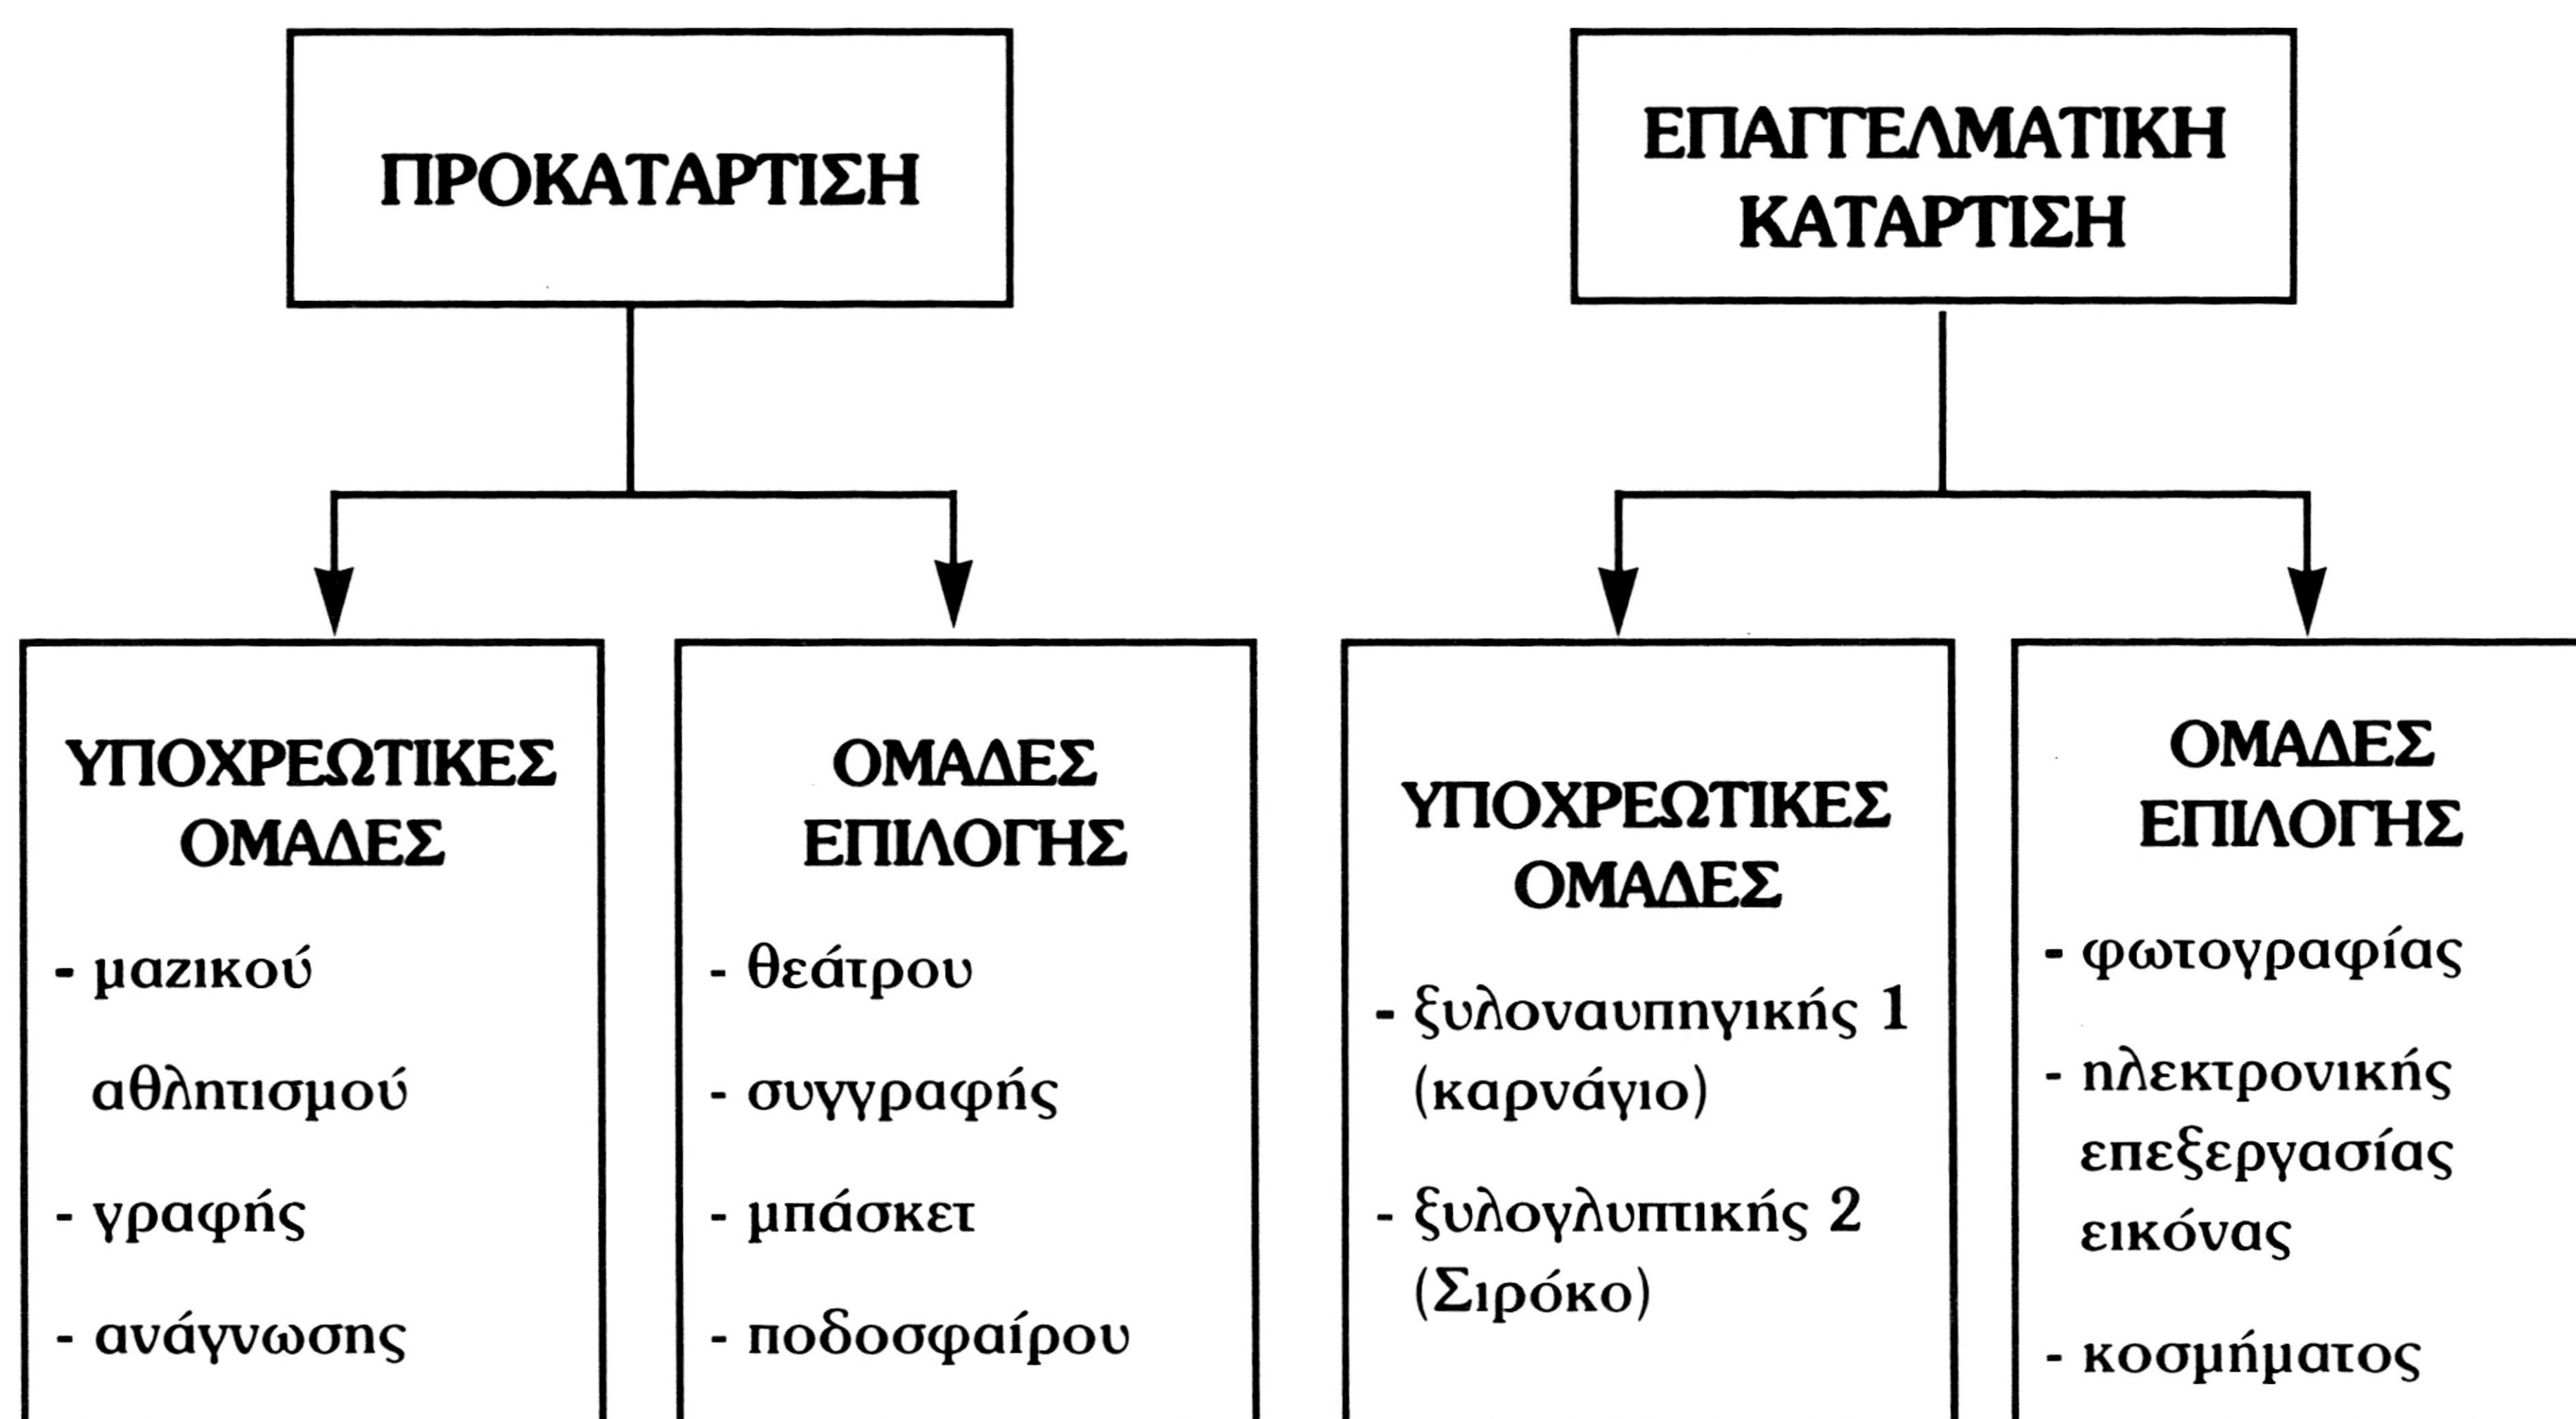 ΠΡΟΚΑΤΑΡΤΙΣΗ
ΕΠΑΓΓΕΛΜΑΤΙΚΗ
ΚΑΤΑΡΤΙΣΗ
ΥΠΟΧΡΕΩΤΙΚΕΣ
ΟΜΑΔΕΣ
- μαζικού
αθλητισμού
- γραφής
- ανάγνωσης
ΟΜΑΔΕΣ
ΕΠΙΛΟΓΗΣ
- θεάτρου
- συγγραφής
- μπάσκετ
- ποδοσφαίρου
ΥΠΟΧΡΕΩΤΙΚΕΣ
ΟΜΑΔΕΣ
- ξυλοναυπηγικής 1
(καρνάγιο)
- ξυλογλυπτικής 2
(Σιρόκο)
ΟΜΑΔΕΣ
ΕΠΙΛΟΓΗΣ
- φωτογραφίας
- ηλεκτρονικής
επεξεργασίας
εικόνας
- κοσμήματος